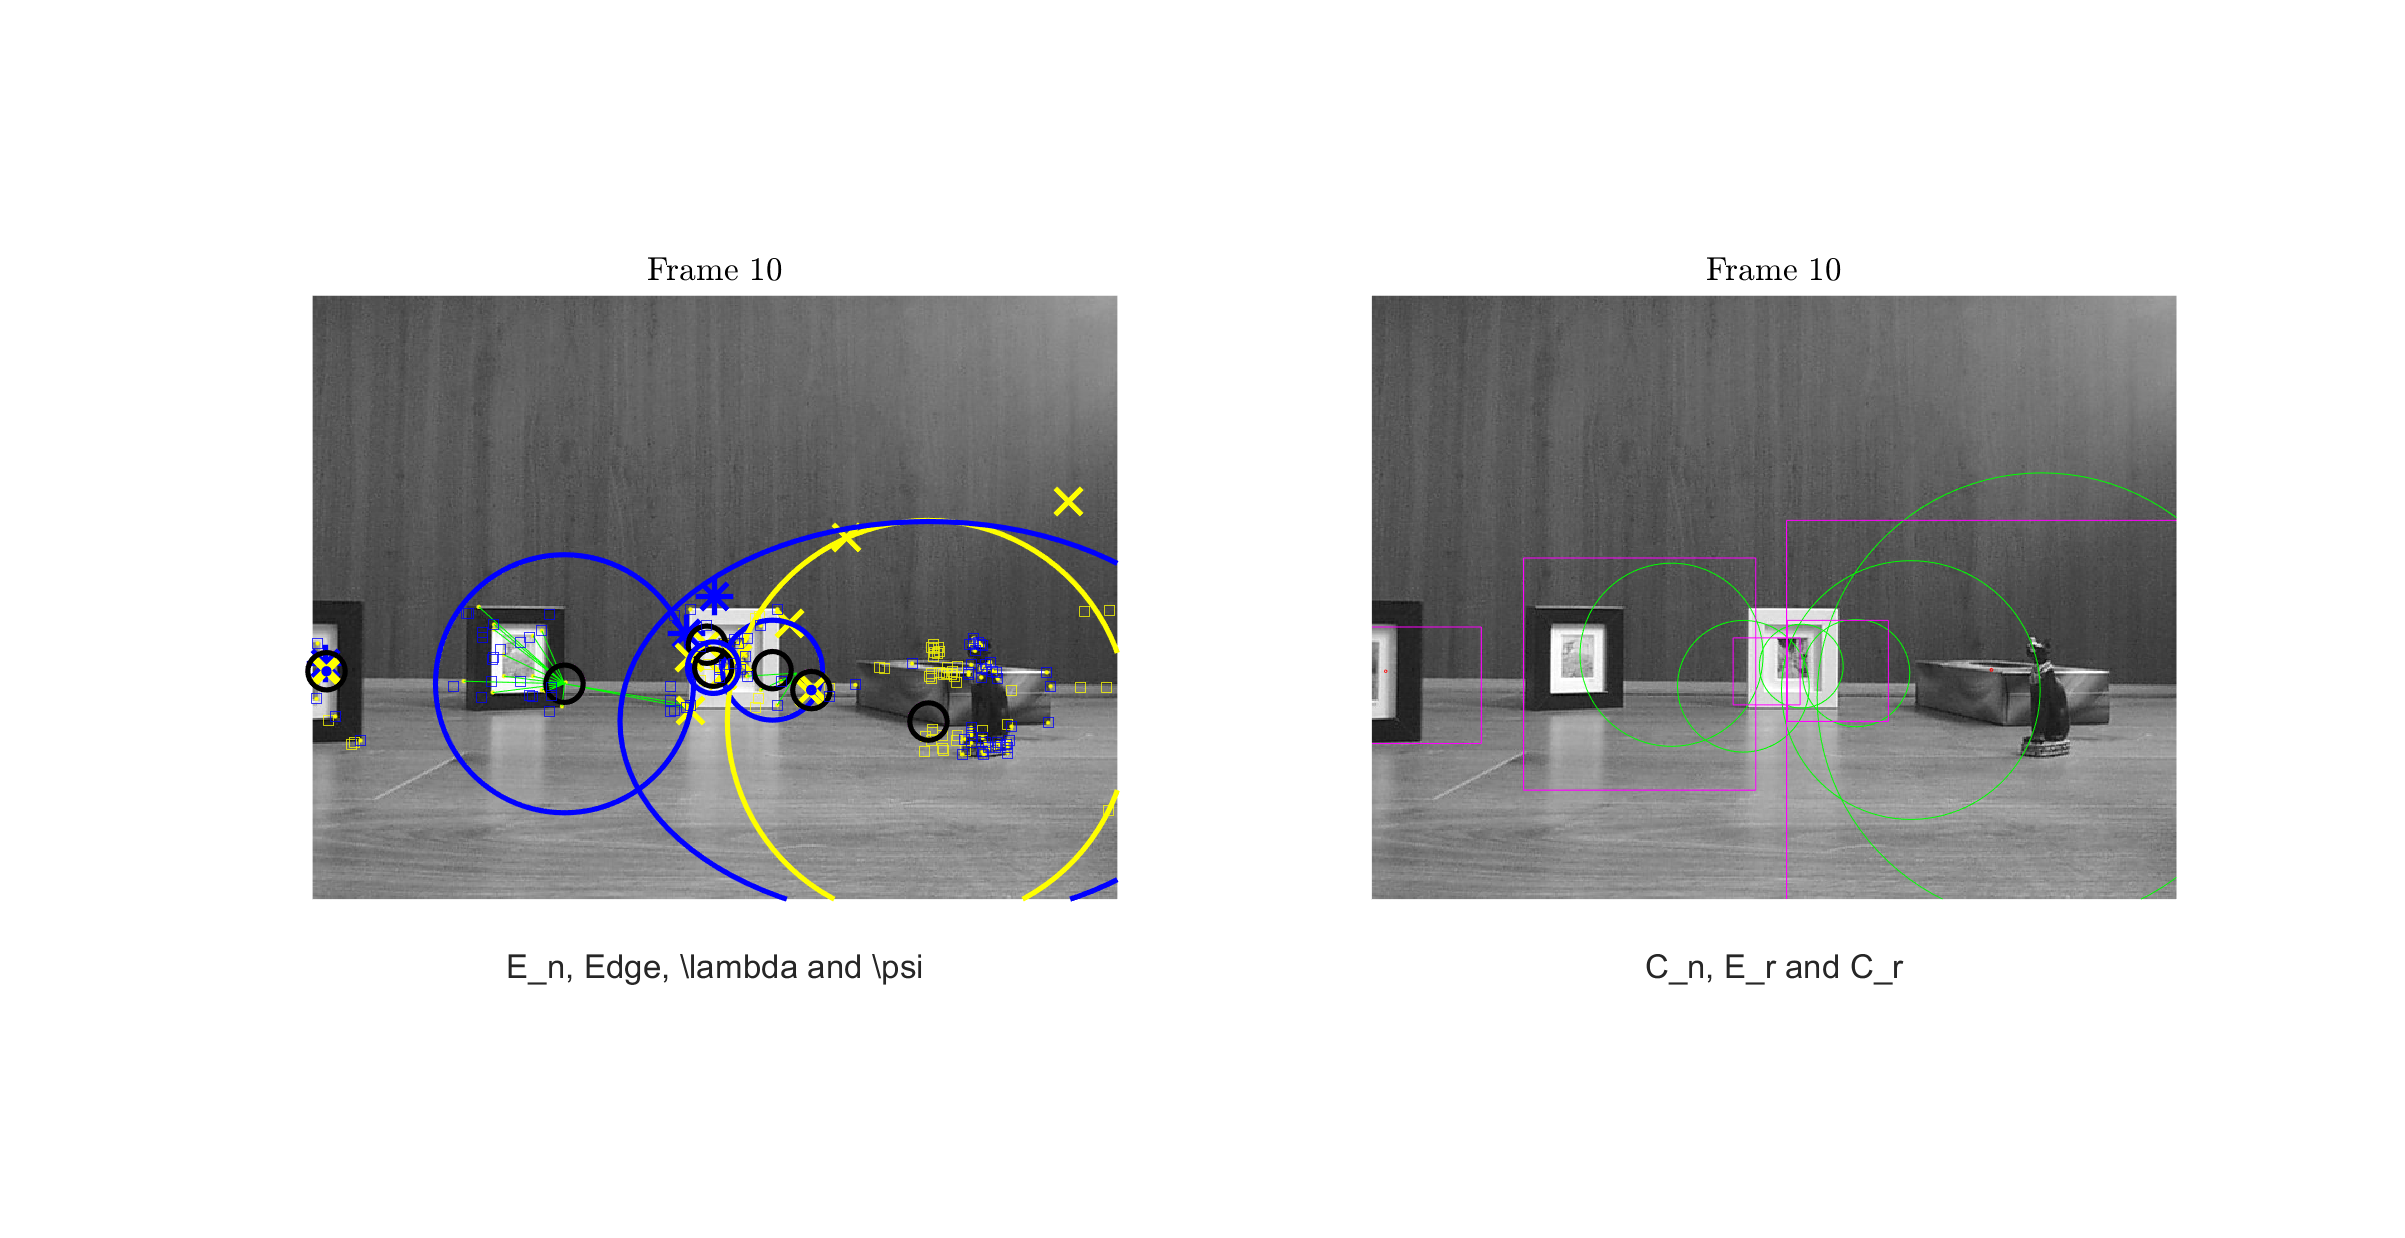 Frame 10
Frame 10
E_n, Edge, \lambda and \psi
C_n, E_r and C_r